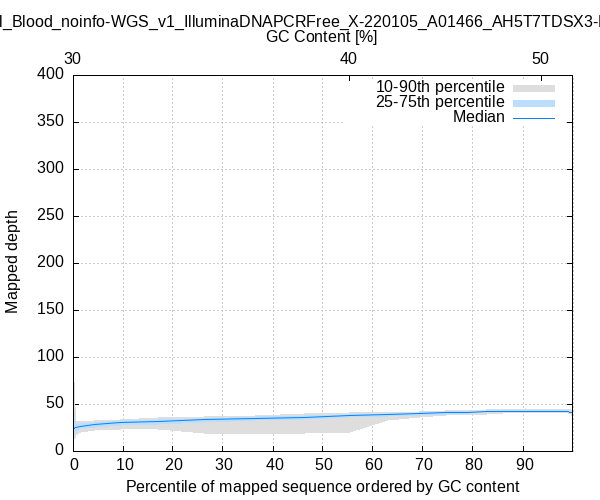 _Blood_noinfo-WGS_v1_IlluminaDNAPCRFree_X-220105_A01466_AH5T7TDSX3-
GC Content [%]
30 40 50
400
350
300
250
200
150
100
50
0
Mapped depth
10-90th percentile
25-75th percentile
Median
0 10 20 30 40 50 60 70 80 90
Percentile of mapped sequence ordered by GC content